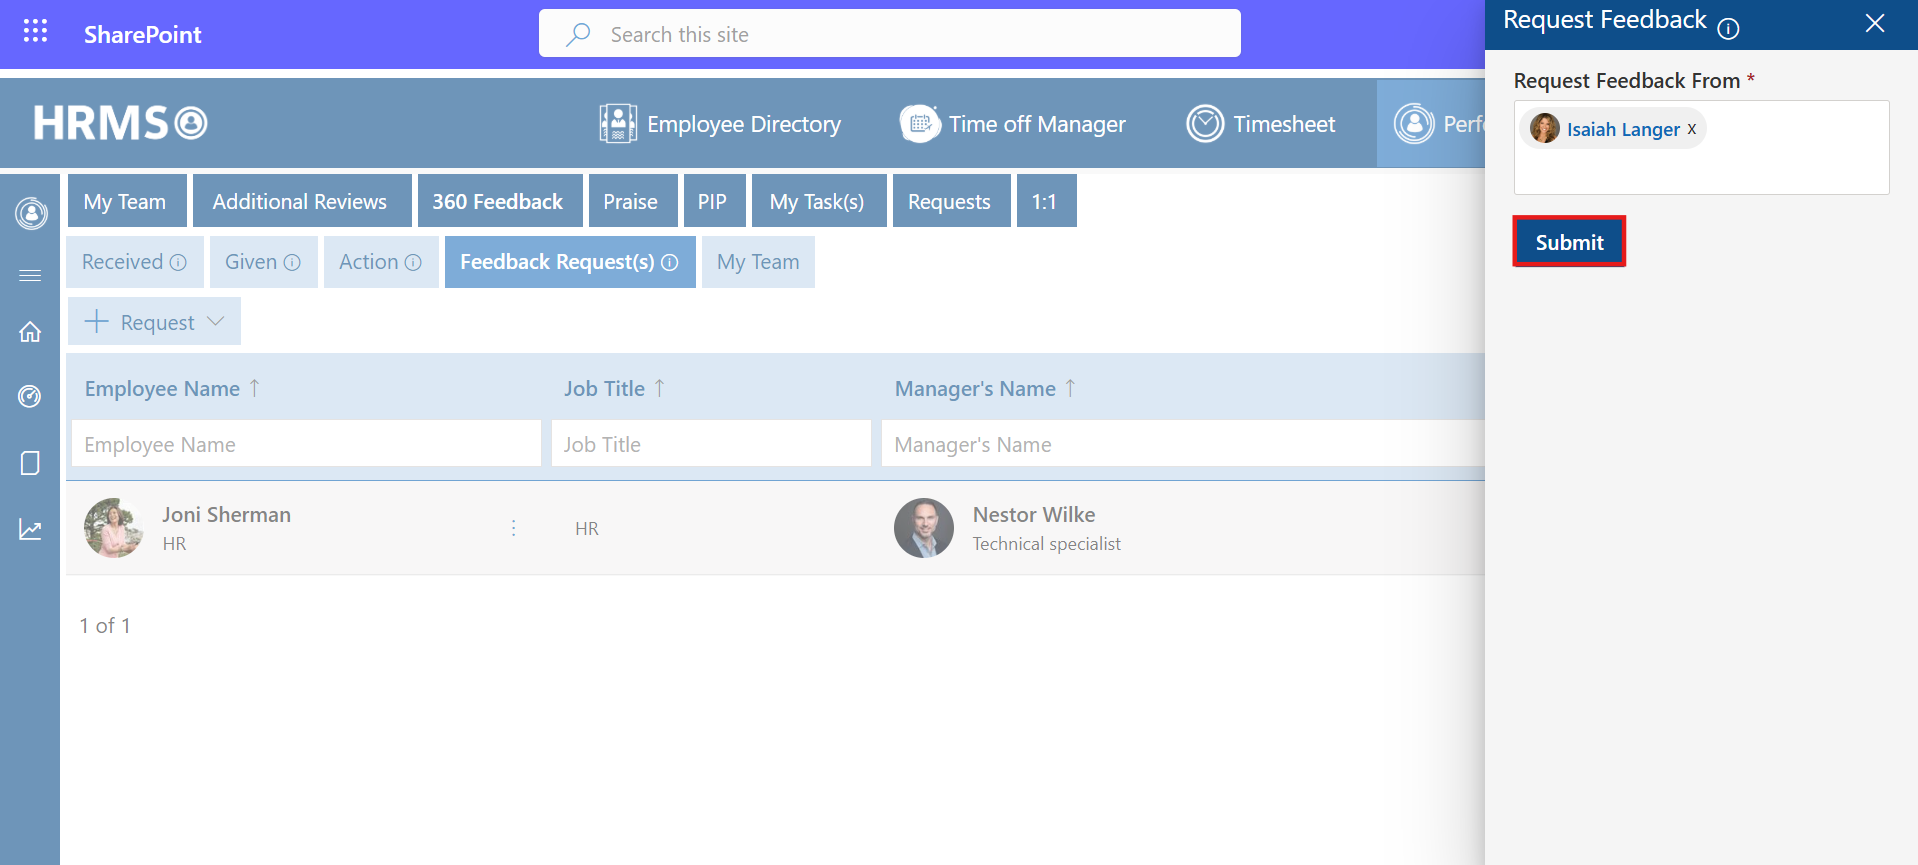 SharePoint
Search this site
Request Feedback
HRMS
Employee Directory
Time off Manager
Timesheet
Perfo
Request Feedback From *
Isaiah Langer x
Submit
My Team
Additional Reviews
360 Feedback
Praise
PIP
My Task(s)
Requests
1:1
Received
Given
Action
Feedback Request(s)
My Team
Request
Employee Name ↑
Job Title ↑
Manager's Name ↑
Employee Name
Job Title
Manager's Name
Joni Sherman
HR
HR
Nestor Wilke
Technical specialist
1 of 1